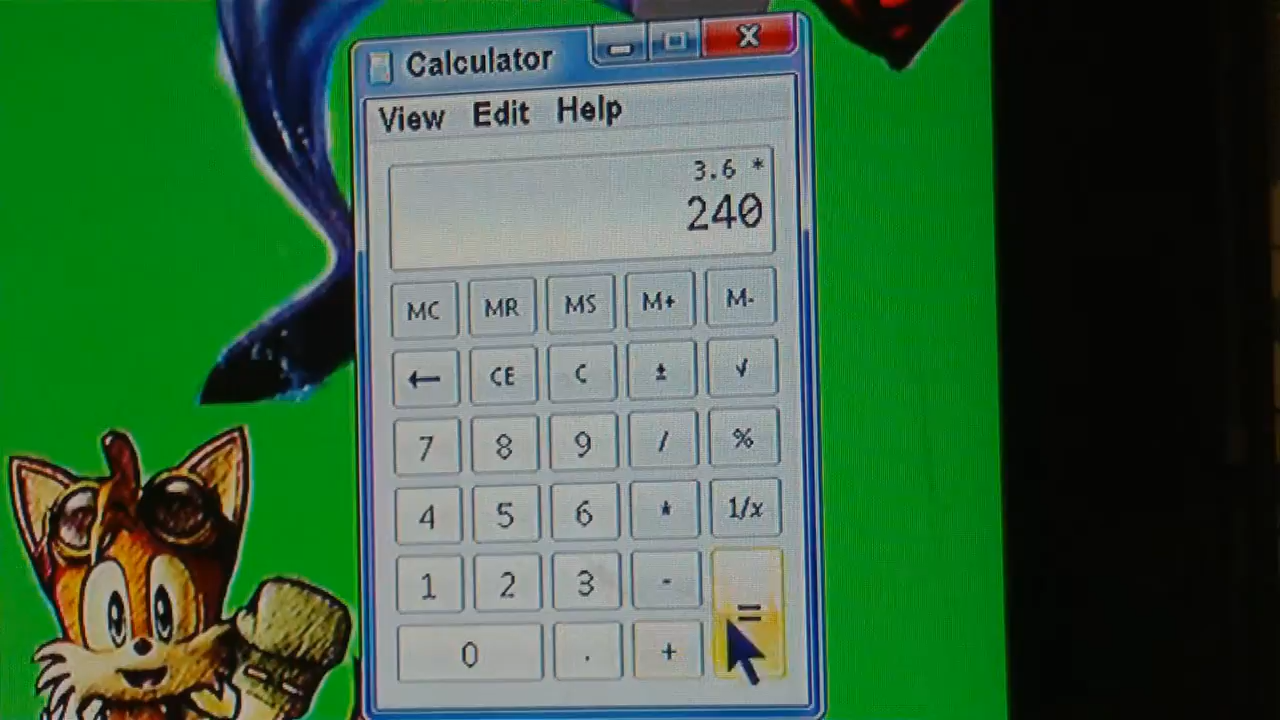 Calculator
View Edit Help
3.6 *
240
MC MR MS M+ M-
← CE C ± √
7 8 9 / %
4 5 6 * 1/x
1 2 3 - =
0 . +